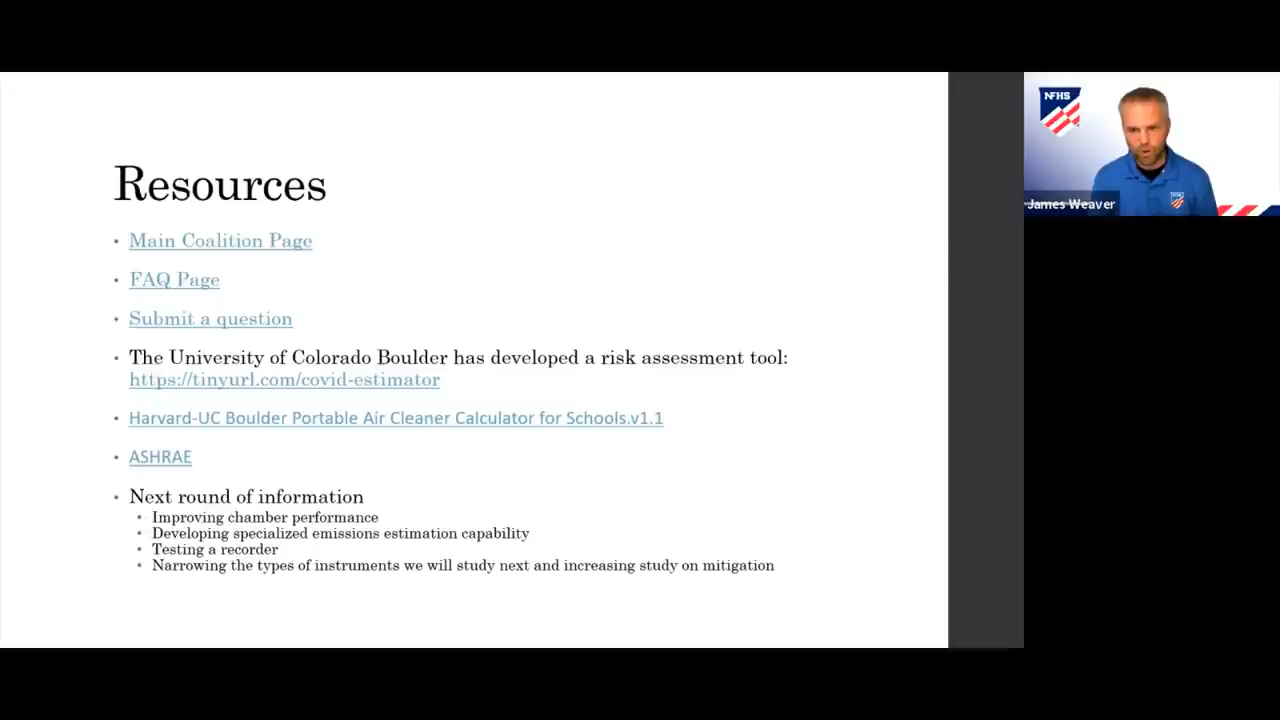 Resources
Main Coalition Page
FAQ Page
Submit a question
The University of Colorado Boulder has developed a risk assessment tool:
https://tinyurl.com/covid-estimator
Harvard-UC Boulder Portable Air Cleaner Calculator for Schools.v1.1
ASHRAE
Next round of information
Improving chamber performance
Developing specialized emissions estimation capability
Testing a recorder
Narrowing the types of instruments we will study next and increasing study on mitigation
NFHS
James Weaver